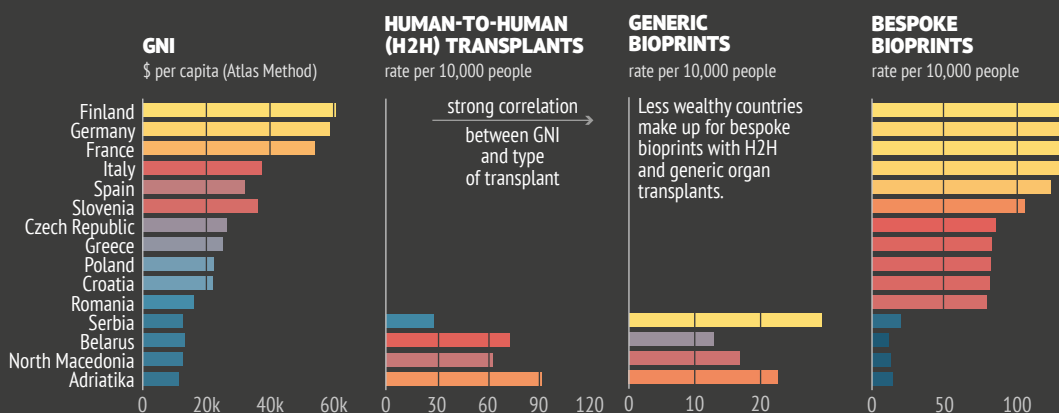 GNI
$ per capita (Atlas Method)
HUMAN-TO-HUMAN
(H2H) TRANSPLANTS
rate per 10,000 people
GENERIC
BIOPRINTS
rate per 10,000 people
BESPOKE
BIOPRINTS
rate per 10,000 people
Finland
Germany
France
Italy
Spain
Slovenia
Czech Republic
Greece
Poland
Croatia
Romania
Serbia
Belarus
North Macedonia
Adriatika
0 20k 40k 60k
strong correlation
between GNI
and type
of transplant
0 30 60 90 120
Less wealthy countries
make up for bespoke
bioprints with H2H
and generic organ
transplants.
0 10 20
0 50 100